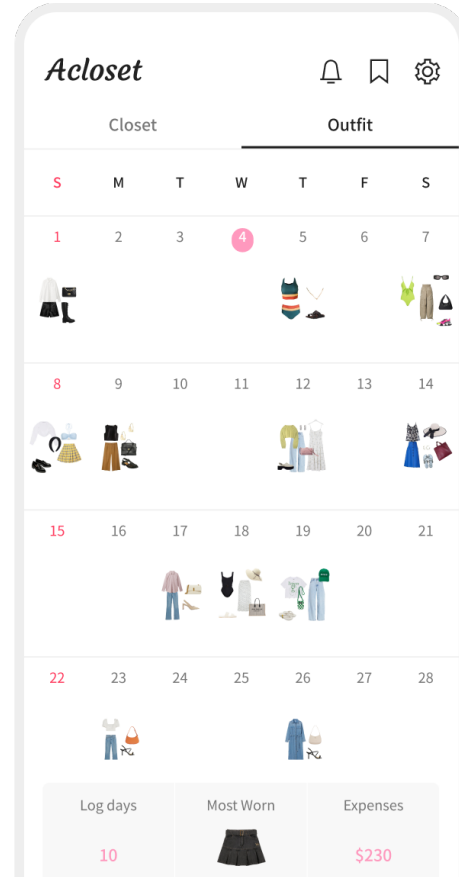 Acloset
Closet Outfit
S M T W T F S
1 2 3 4 5 6 7
8 9 10 11 12 13 14
15 16 17 18 19 20 21
22 23 24 25 26 27 28
Log days Most Worn Expenses
10 $230